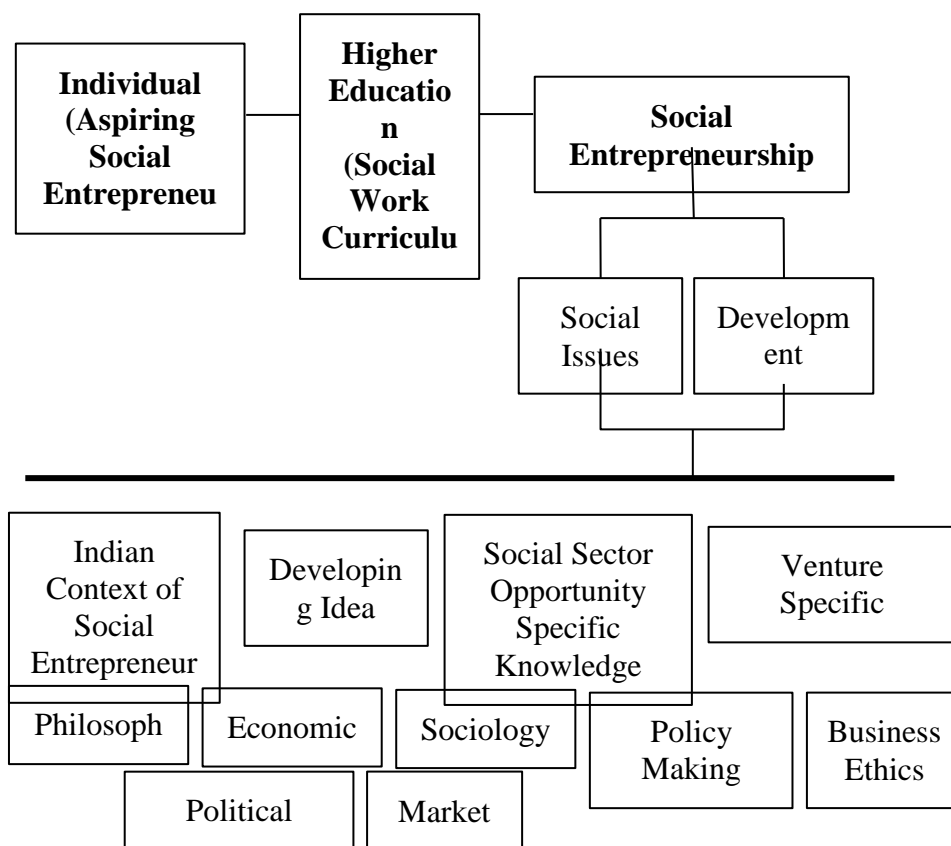 Individual
(Aspiring
Social
Entrepreneu
Higher
Educatio
n
(Social
Work
Curriculu
Social
Entrepreneurship
Social
Issues
Developm
ent
Indian
Context of
Social
Entrepreneur
Developin
g Idea
Social Sector
Opportunity
Specific
Knowledge
Venture
Specific
Philosoph
Economic
Sociology
Policy
Making
Business
Ethics
Political
Market